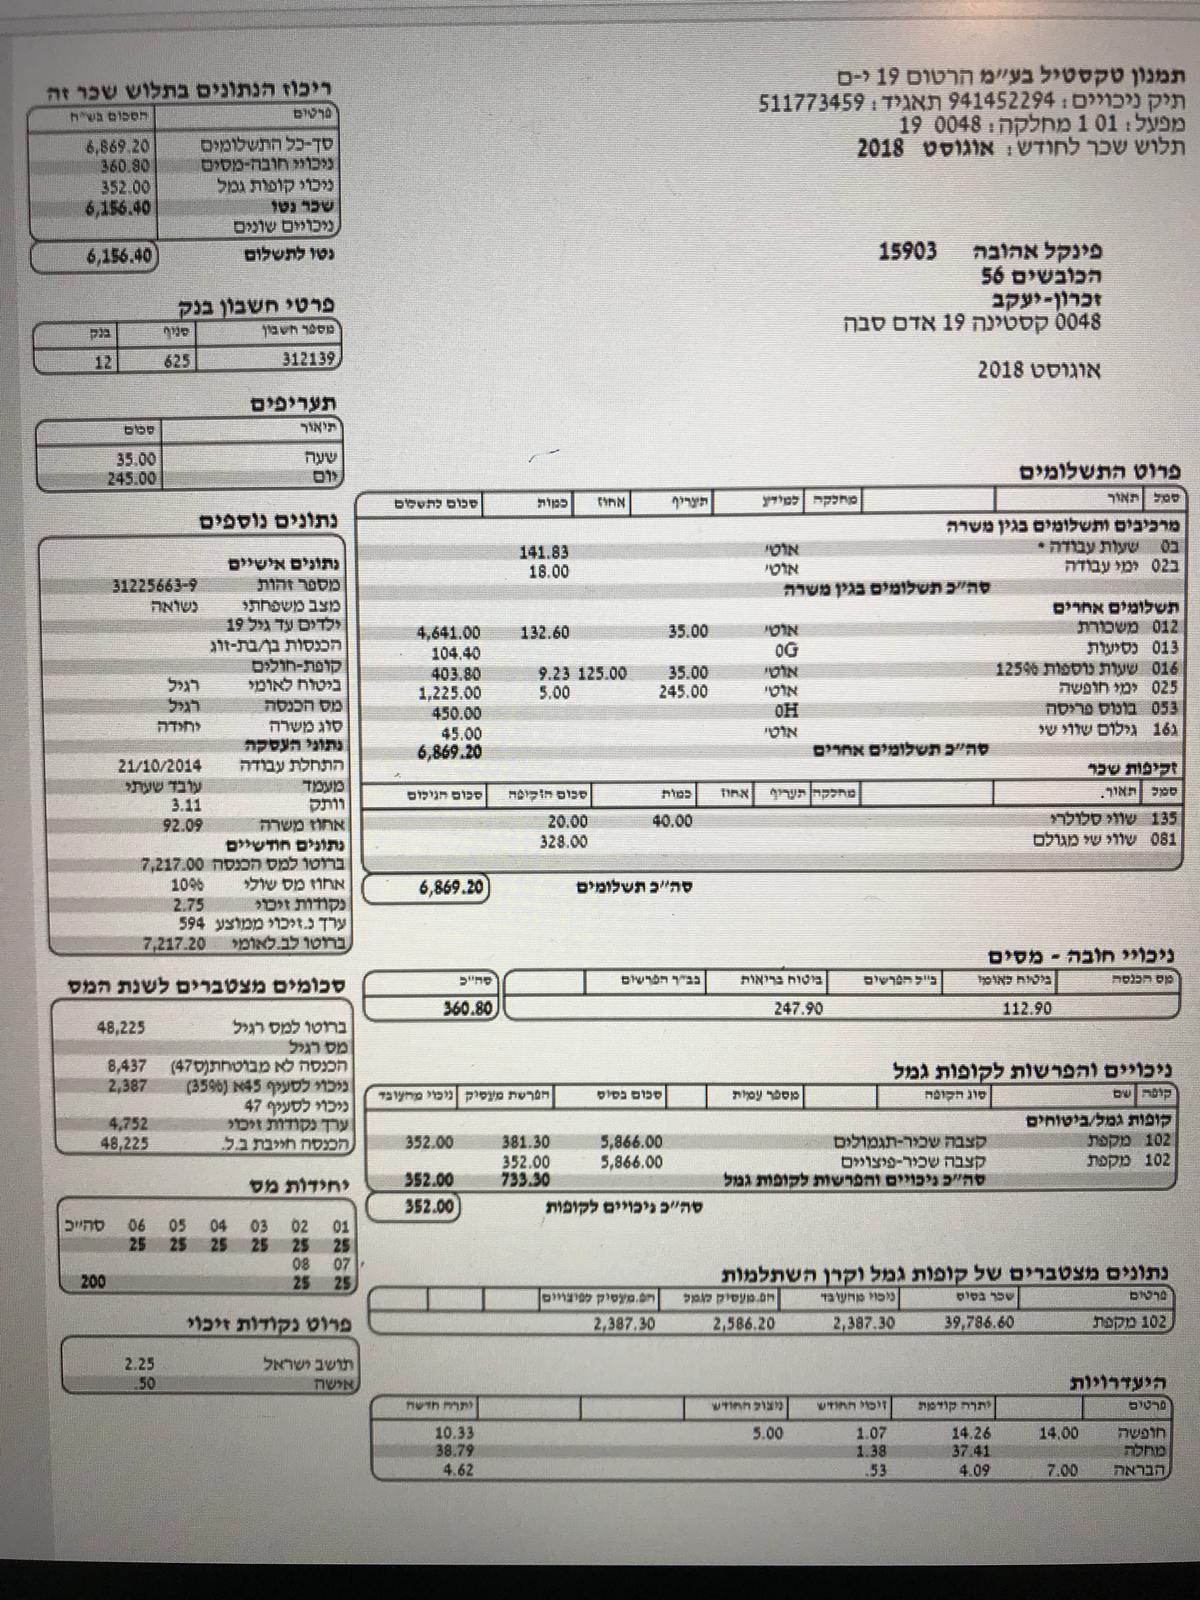 תמנון טקסטיל בע"מ הרטום 19 י-ם
תיק ניכויים: 941452294 תאגיד: 511773459
מפעל: 01 1 מחלקה: 0048 19
תלוש שכר לחודש: אוגוסט 2018
פינקל אהובה 15903
הכובשים 56
זכרון-יעקב
0048 קסטינה 19 אדם סבה
אוגוסט 2018
פרוט התשלומים
סמל תאור מחלקה למידע תעריף אחוז כמות סכום לתשלום
מרכיבים ותשלומים בגין משרה
ב0 שעות עבודה * אוטי' 141.83
ב02 ימי עבודה אוטי' 18.00
סה"כ תשלומים בגין משרה
תשלומים אחרים
012 משכורת אוטי' 35.00 132.60 4,641.00
013 נסיעות 0G 104.40
016 שעות נוספות 125% אוטי' 35.00 125.00 9.23 403.80
025 ימי חופשה אוטי' 245.00 5.00 1,225.00
053 בונוס פריסה 0H 450.00
161 גילום שווי שי אוטי' 45.00
סה"כ תשלומים אחרים 6,869.20
זקיפות שכר
סמל תאור. מחלקה תעריף אחוז כמות סכום הזקיפה סכום הגילום
135 שווי סלולרי 40.00 20.00
081 שווי שי מגולם 328.00
סה"כ תשלומים 6,869.20
ניכויי חובה - מסים
מס הכנסה ביטוח לאומי ב"ל הפרשים ביטוח בריאות בב"ר הפרשים סה"כ
112.90 247.90 360.80
ניכויים והפרשות לקופות גמל
קופה שם סוג הקופה מספר עמית סכום בסיס הפרשת מעסיק ניכוי מהעובד
קופות גמל/ביטוחים
102 מקפת קצבה שכיר-תגמולים 5,866.00 381.30 352.00
102 מקפת קצבה שכיר-פיצויים 5,866.00 352.00
סה"כ ניכויים והפרשות לקופות גמל 733.30 352.00
סה"כ ניכויים לקופות 352.00
נתונים מצטברים של קופות גמל וקרן השתלמות
פרטים שכר בסיס ניכוי מהעובד הפ.מעסיק לגמל הפ.מעסיק לפיצויים
102 מקפת 39,786.60 2,387.30 2,586.20 2,387.30
היעדרויות
פרטים יתרה קודמת זיכוי החודש ניצול החודש יתרה חדשה
חופשה 14.00 14.26 1.07 5.00 10.33
מחלה 37.41 1.38 38.79
הבראה 7.00 4.09 .53 4.62
ריכוז הנתונים בתלוש שכר זה
פרטים הסכום בש"ח
סך-כל התשלומים 6,869.20
ניכויי חובה-מסים 360.80
ניכוי קופות גמל 352.00
שכר נטו 6,156.40
ניכויים שונים
נטו לתשלום 6,156.40
פרטי חשבון בנק
מספר חשבון סניף בנק
312139 625 12
תעריפים
תיאור סכום
שעה 35.00
יום 245.00
נתונים נוספים
נתונים אישיים
מספר זהות 31225663-9
מצב משפחתי נשואה
ילדים עד גיל 19
הכנסות בן/בת-זוג
קופת-חולים
ביטוח לאומי רגיל
מס הכנסה רגיל
סוג משרה יחידה
נתוני העסקה
התחלת עבודה 21/10/2014
מעמד עובד שעתי
וותק 3.11
אחוז משרה 92.09
נתונים חודשיים
ברוטו למס הכנסה 7,217.00
אחוז מס שולי 10%
נקודות זיכוי 2.75
ערך נ.זיכוי ממוצע 594
ברוטו לב.לאומי 7,217.20
סכומים מצטברים לשנת המס
ברוטו למס רגיל 48,225
מס רגיל
הכנסה לא מבוטחת(ס47) 8,437
ניכוי לסעיף 45א (35%) 2,387
ניכוי לסעיף 47
ערך נקודות זיכוי 4,752
הכנסה חייבת ב.ל. 48,225
יחידות מס
01 02 03 04 05 06 סה"כ
25 25 25 25 25 25
07 08
25 25 200
פרוט נקודות זיכוי
תושב ישראל 2.25
אישה .50